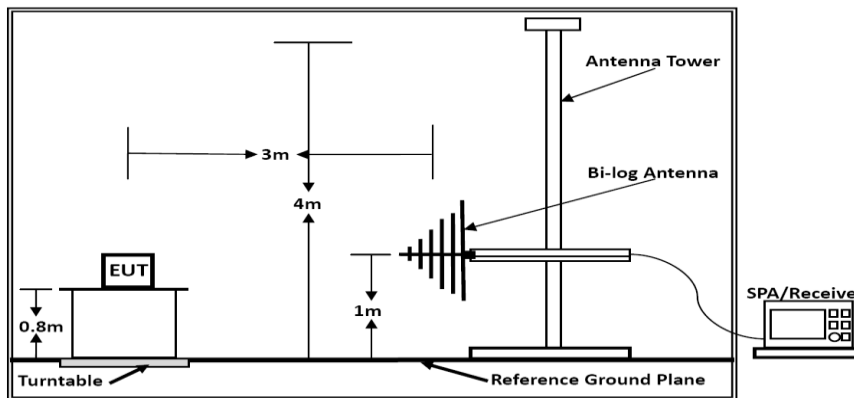 Antenna Tower
3m
Bi-log Antenna
4m
EUT
1m
0.8m
SPA/Receive
Turntable
Reference Ground Plane